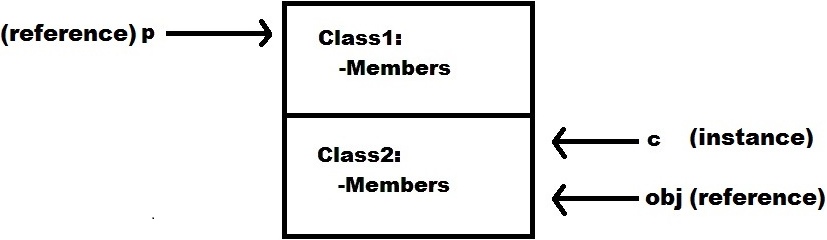 (reference) p
Class1:
-Members
Class2:
-Members
c (instance)
obj (reference)